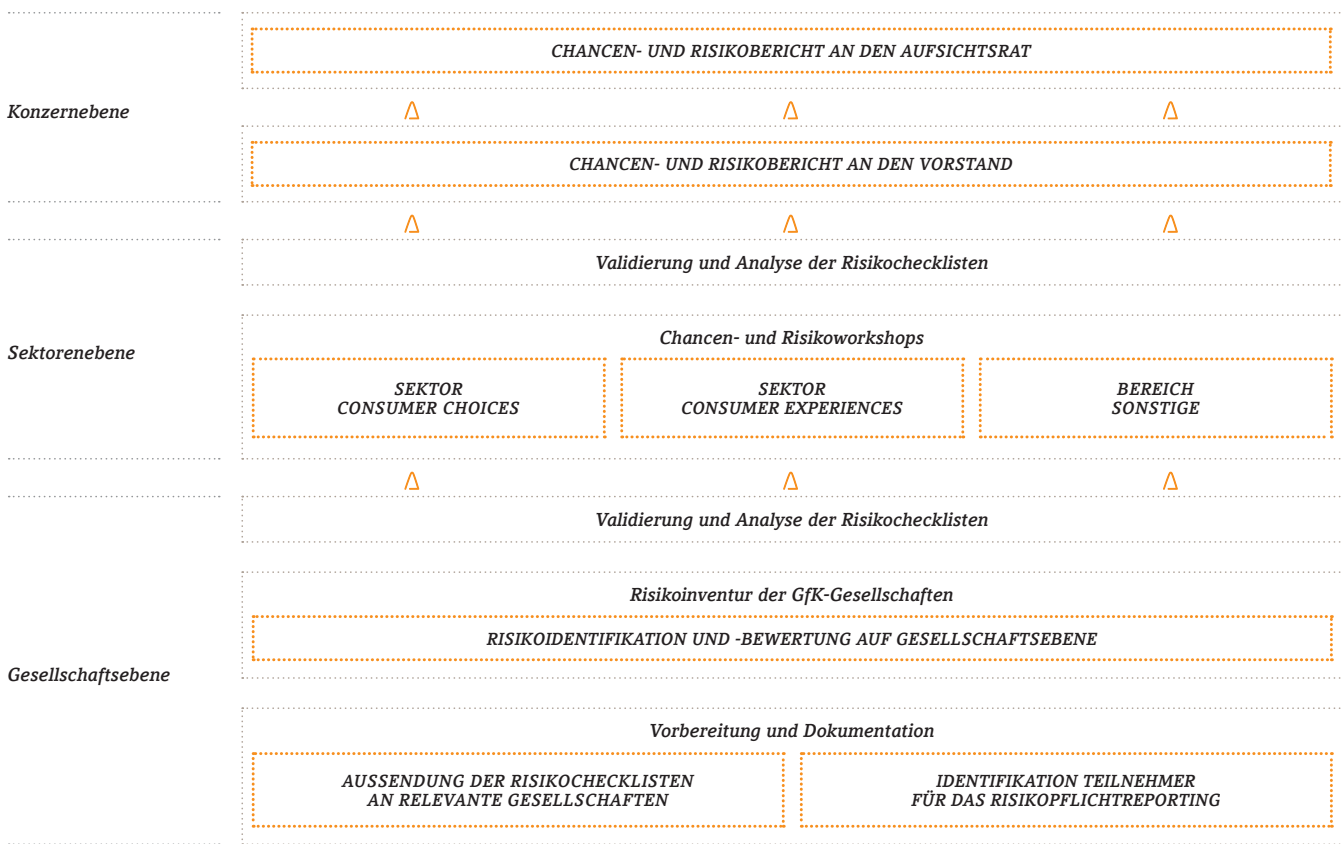 CHANCEN- UND RISIKOBERICHT AN DEN AUFSICHTSRAT
Konzernebene
CHANCEN- UND RISIKOBERICHT AN DEN VORSTAND
Validierung und Analyse der Risikochecklisten
Sektorenebene
Chancen- und Risikoworkshops
SEKTOR
CONSUMER CHOICES
SEKTOR
CONSUMER EXPERIENCES
BEREICH
SONSTIGE
Validierung und Analyse der Risikochecklisten
Risikoinventur der GfK-Gesellschaften
RISIKOIDENTIFIKATION UND -BEWERTUNG AUF GESELLSCHAFTSEBENE
Gesellschaftsebene
Vorbereitung und Dokumentation
AUSSENDUNG DER RISIKOCHECKLISTEN
AN RELEVANTE GESELLSCHAFTEN
IDENTIFIKATION TEILNEHMER
FÜR DAS RISIKOPFLICHTREPORTING